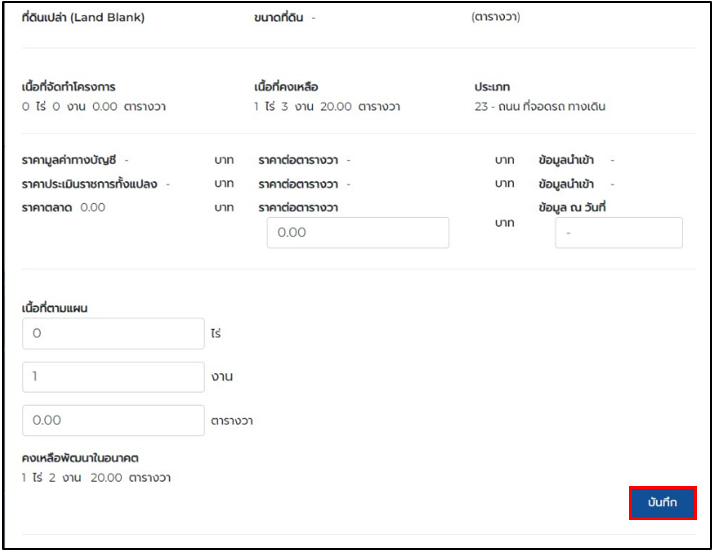 ที่ดินเปล่า (Land Blank) ขนาดที่ดิน - (ตารางวา)
เนื้อที่จัดทำโครงการ เนื้อที่คงเหลือ ประเภท
0 ไร่ 0 งาน 0.00 ตารางวา 1 ไร่ 3 งาน 20.00 ตารางวา 23 - ถนน ที่จอดรถ ทางเดิน
ราคามูลค่าทางบัญชี - บาท ราคาต่อตารางวา - บาท ข้อมูลนำเข้า -
ราคาประเมินราชการทั้งแปลง - บาท ราคาต่อตารางวา - บาท ข้อมูลนำเข้า -
ราคาตลาด 0.00 บาท ราคาต่อตารางวา ข้อมูล ณ วันที่
0.00 บาท -
เนื้อที่ตามแผน
0 ไร่
1 งาน
0.00 ตารางวา
คงเหลือพัฒนาในอนาคต
1 ไร่ 2 งาน 20.00 ตารางวา
บันทึก